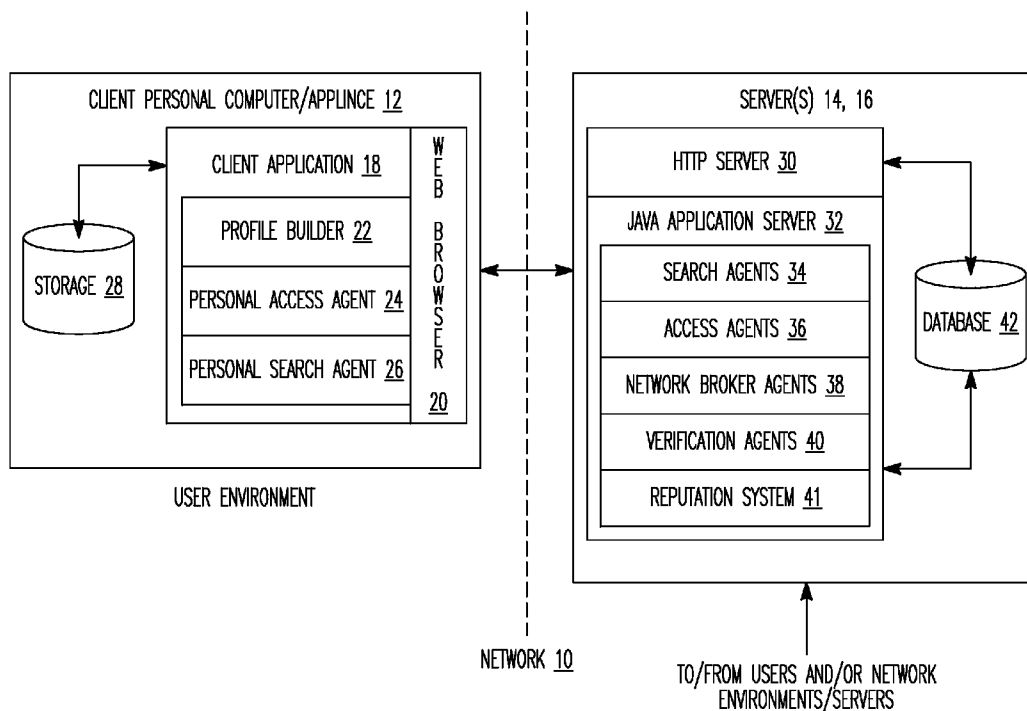 CLIENT PERSONAL COMPUTER/APPLINCE 12
CLIENT APPLICATION 18
PROFILE BUILDER 22
PERSONAL ACCESS AGENT 24
PERSONAL SEARCH AGENT 26
WEB BROWSER 20
STORAGE 28
USER ENVIRONMENT
NETWORK 10
SERVER(S) 14, 16
HTTP SERVER 30
JAVA APPLICATION SERVER 32
SEARCH AGENTS 34
ACCESS AGENTS 36
NETWORK BROKER AGENTS 38
VERIFICATION AGENTS 40
REPUTATION SYSTEM 41
DATABASE 42
TO/FROM USERS AND/OR NETWORK
ENVIRONMENTS/SERVERS